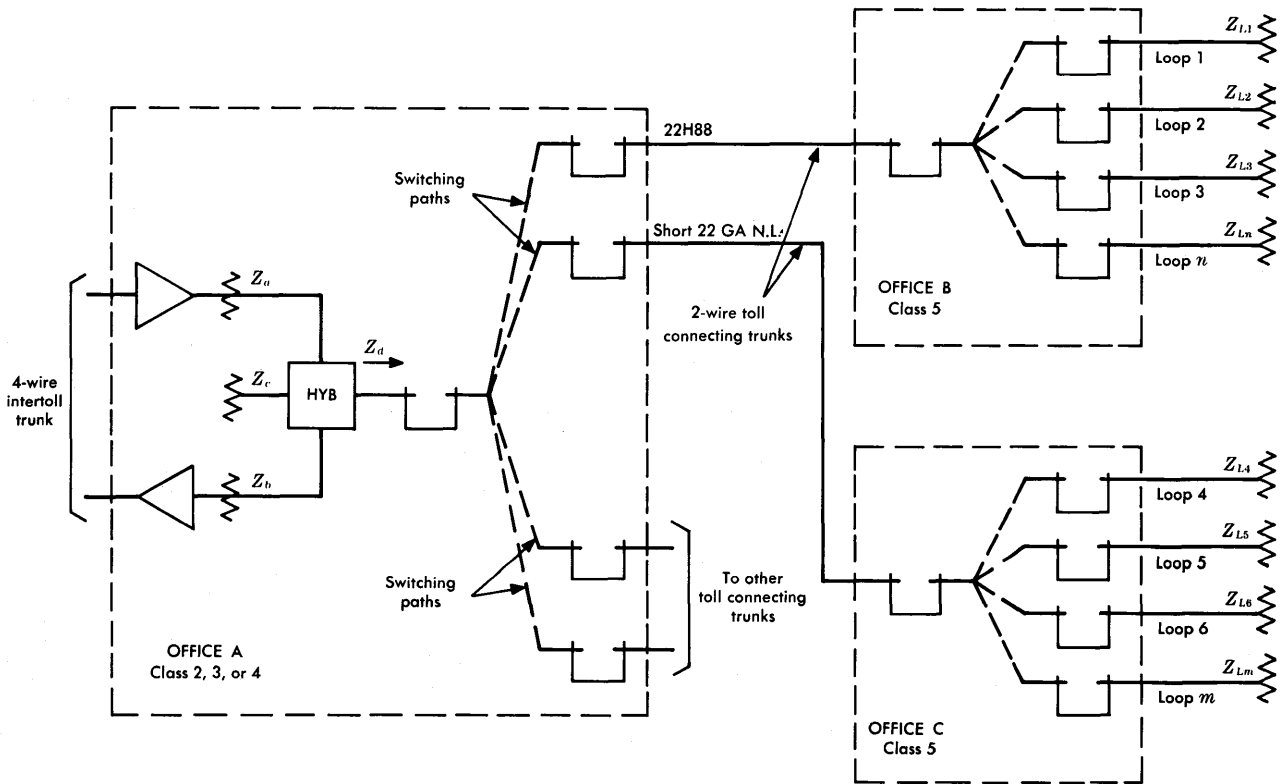 4-wire
intertoll
trunk
Z_a
Z_c
HYB
Z_b
Z_d
Switching
paths
Switching
paths
OFFICE A
Class 2, 3, or 4
22H88
Short 22 GA N.L.
2-wire toll
connecting trunks
To other
toll connecting
trunks
Z_L1
Loop 1
Z_L2
Loop 2
Z_L3
Loop 3
Z_Ln
Loop n
OFFICE B
Class 5
Z_L4
Loop 4
Z_L5
Loop 5
Z_L6
Loop 6
Z_Lm
Loop m
OFFICE C
Class 5